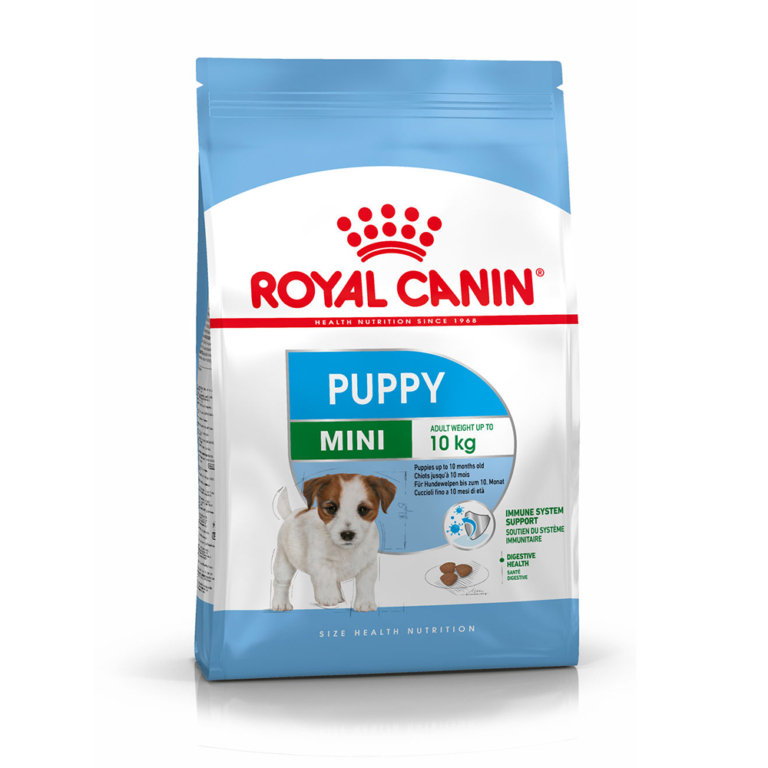 ROYAL CANIN®
HEALTH NUTRITION SINCE 1968
PUPPY
MINI
ADULT WEIGHT UP TO
10 kg
Puppies up to 10 months old
Chiots jusqu'à 10 mois
Für Hundewelpen bis zum 10. Monat
Cuccioli fino a 10 mesi di età
IMMUNE SYSTEM
SUPPORT
SOUTIEN DU SYSTÈME
IMMUNITAIRE
DIGESTIVE
HEALTH
SANTÉ
DIGESTIVE
SIZE HEALTH NUTRITION